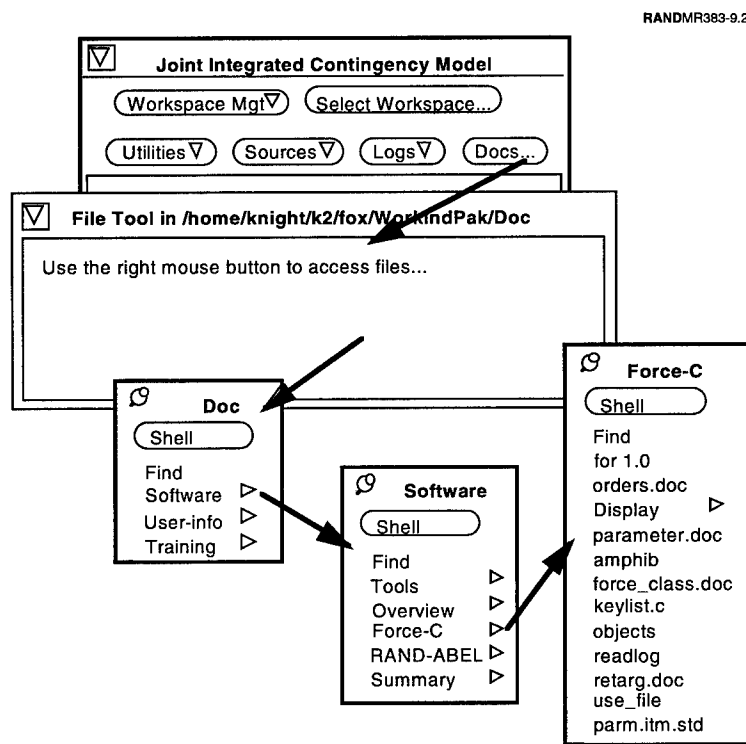 RANDMR383-9.2
Joint Integrated Contingency Model
Workspace Mgt
Select Workspace...
Utilities
Sources
Logs
Docs...
File Tool in /home/knight/k2/fox/WorkindPak/Doc
Use the right mouse button to access files...
Doc
Shell
Find
Software
User-info
Training
Software
Shell
Find
Tools
Overview
Force-C
RAND-ABEL
Summary
Force-C
Shell
Find
for 1.0
orders.doc
Display
parameter.doc
amphib
force_class.doc
keylist.c
objects
readlog
retarg.doc
use_file
parm.itm.std